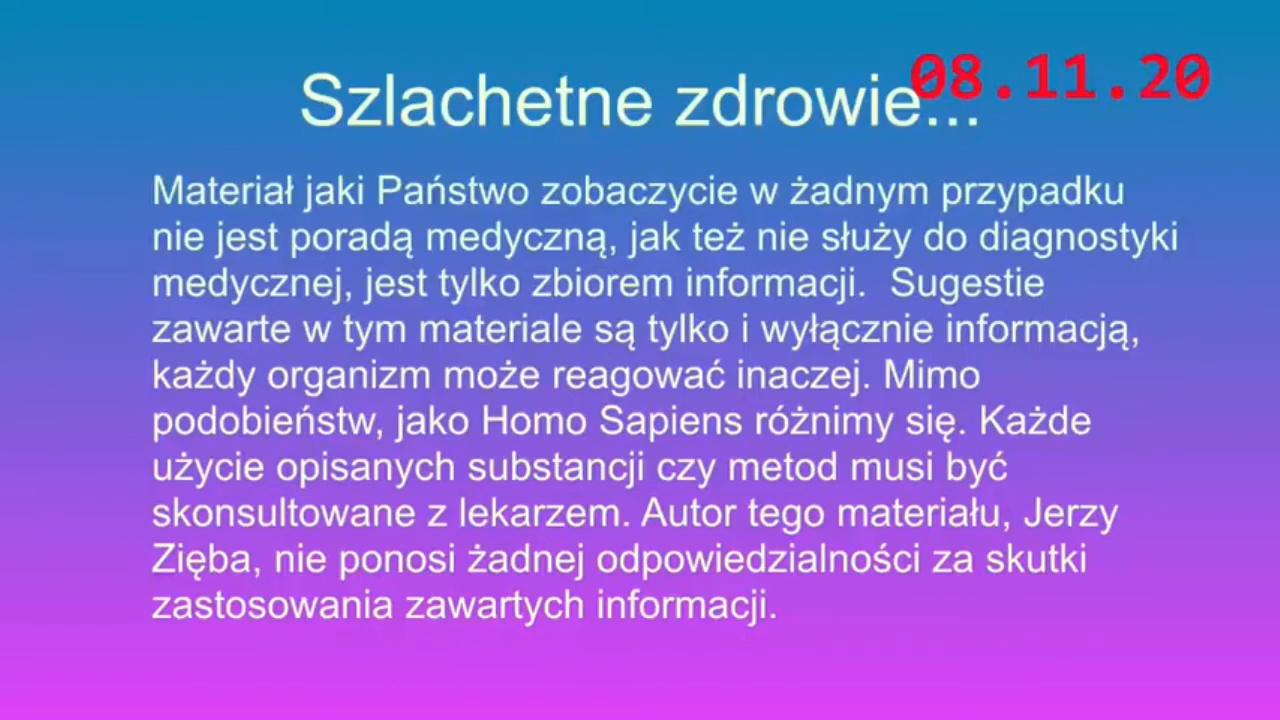 08.11.20
Szlachetne zdrowie...
Materiał jaki Państwo zobaczycie w żadnym przypadku
nie jest poradą medyczną, jak też nie służy do diagnostyki
medycznej, jest tylko zbiorem informacji.  Sugestie
zawarte w tym materiale są tylko i wyłącznie informacją,
każdy organizm może reagować inaczej. Mimo
podobieństw, jako Homo Sapiens różnimy się. Każde
użycie opisanych substancji czy metod musi być
skonsultowane z lekarzem. Autor tego materiału, Jerzy
Zięba, nie ponosi żadnej odpowiedzialności za skutki
zastosowania zawartych informacji.